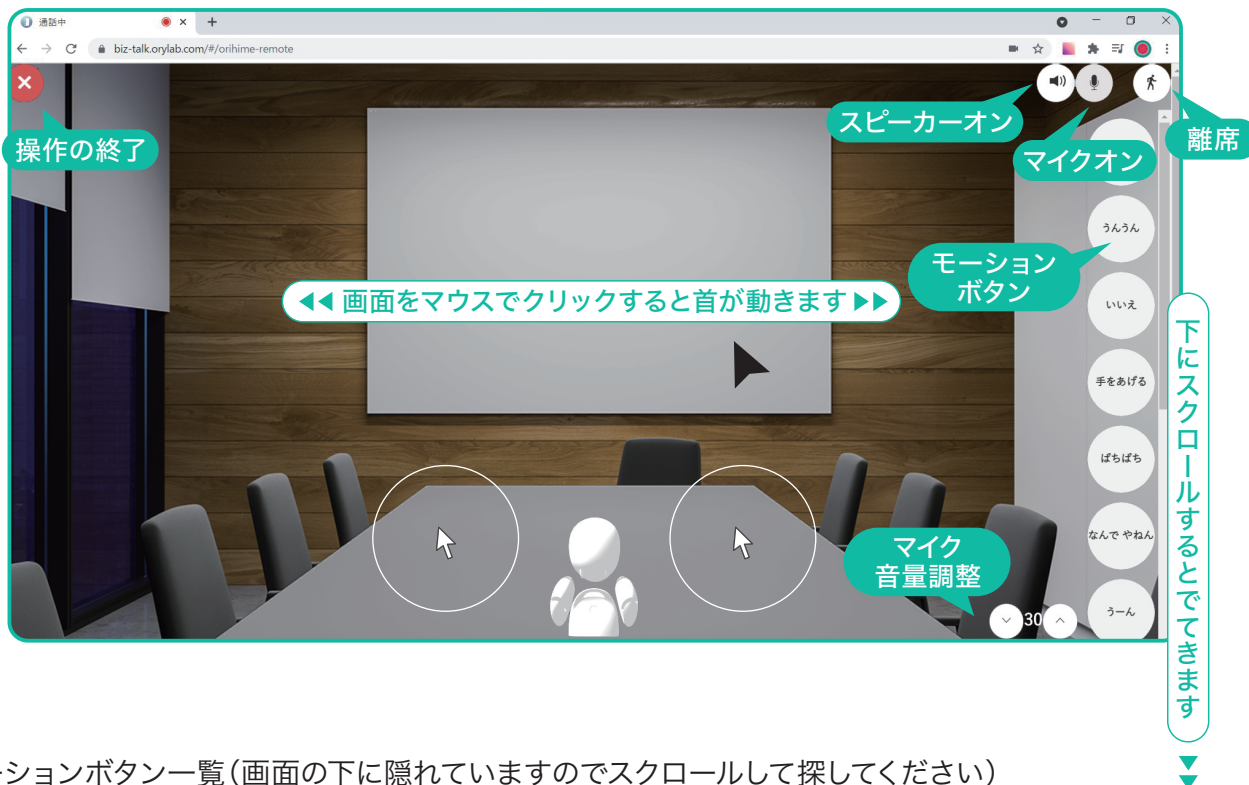 通話中
biz-talk.orylab.com/#/orihime-remote
スピーカーオン
操作の終了
離席
マイクオン
うんうん
モーション
ボタン
画面をマウスでクリックすると首が動きます
いいえ
下にスクロールするとでてきます
手をあげる
ぱちぱち
なんで やねん
マイク
音量調整
30
うーん
ションボタン一覧(画面の下に隠れていますのでスクロールして探してください)